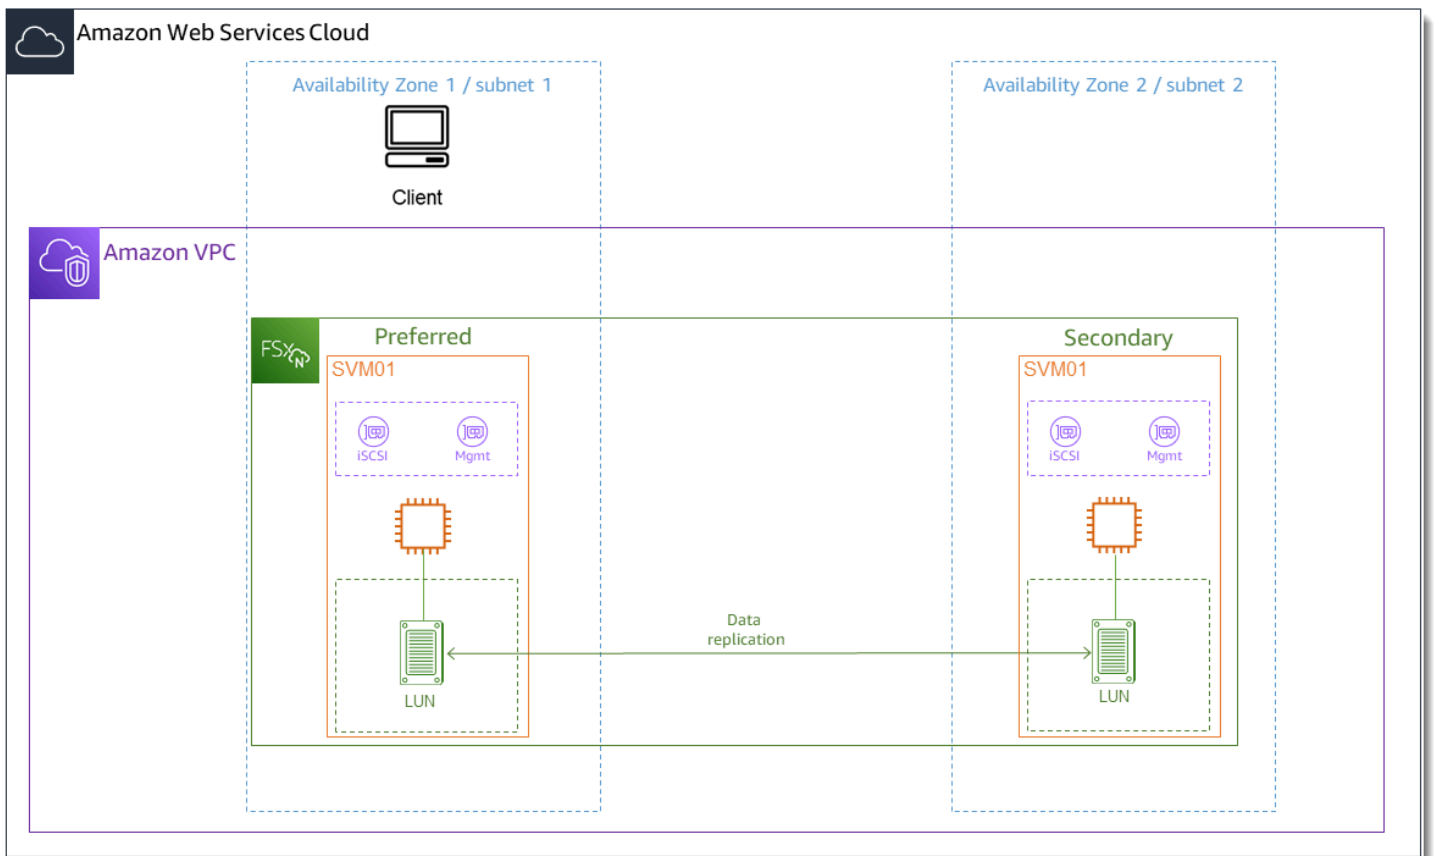 Amazon Web Services Cloud
Availability Zone 1 / subnet 1
Availability Zone 2 / subnet 2
Client
Amazon VPC
FSx
N
Preferred
Secondary
SVM01
SVM01
iSCSI
Mgmt
iSCSI
Mgmt
Data
replication
LUN
LUN